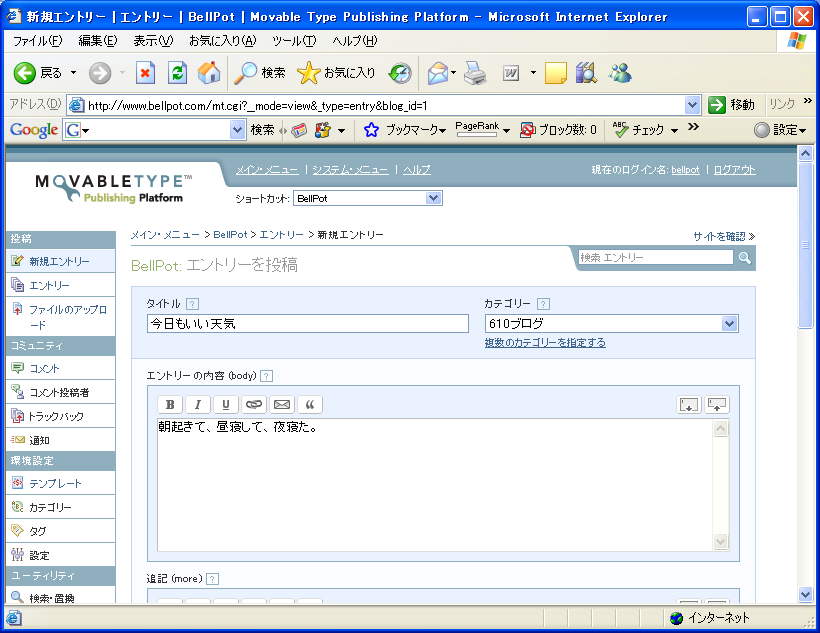 新規エントリー | エントリー | BellPot | Movable Type Publishing Platform - Microsoft Internet Explorer
ファイル(F) 編集(E) 表示(V) お気に入り(A) ツール(T) ヘルプ(H)
戻る 検索 お気に入り
アドレス(D) http://www.bellpot.com/mt.cgi?_mode=view&_type=entry&blog_id=1 移動 リンク »
Google G 検索 ブックマーク PageRank ブロック数: 0 ABC チェック » 設定
MOVABLETYPE™
Publishing Platform
メイン・メニュー | システム・メニュー | ヘルプ
現在のログイン名: bellpot | ログアウト
ショートカット: BellPot
投稿
新規エントリー
エントリー
ファイルのアップロ
ード
コミュニティ
コメント
コメント投稿者
トラックバック
通知
環境設定
テンプレート
カテゴリー
タグ
設定
ユーティリティ
検索・置換
メイン・メニュー > BellPot > エントリー > 新規エントリー
サイトを確認 »
BellPot: エントリーを投稿
検索 エントリー
タイトル ?
今日もいい天気
カテゴリー ?
610ブログ
複数のカテゴリーを指定する
エントリーの内容 (body) ?
B I U “
朝起きて、昼寝して、夜寝た。
追記 (more) ?
インターネット